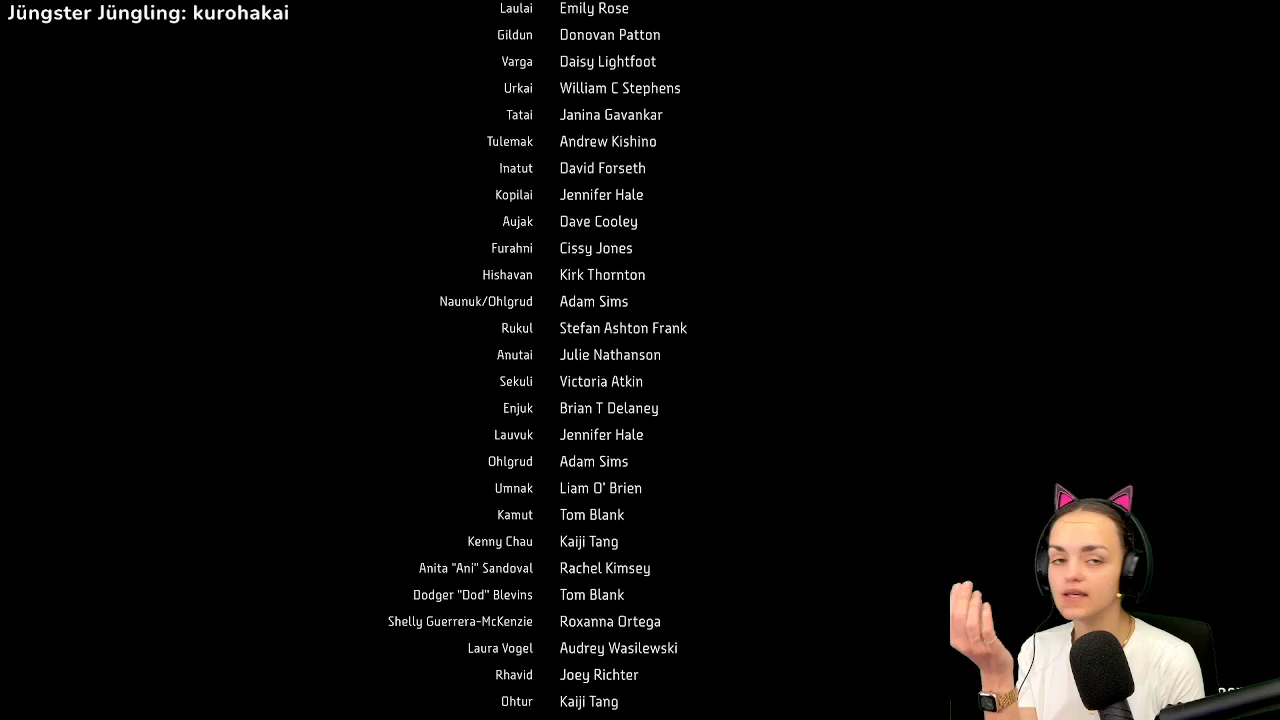 Jüngster Jüngling: kurohakai
Laulai Emily Rose
Gildun Donovan Patton
Varga Daisy Lightfoot
Urkai William C Stephens
Tatai Janina Gavankar
Tulemak Andrew Kishino
Inatut David Forseth
Kopilai Jennifer Hale
Aujak Dave Cooley
Furahni Cissy Jones
Hishavan Kirk Thornton
Naunuk/Ohlgrud Adam Sims
Rukul Stefan Ashton Frank
Anutai Julie Nathanson
Sekuli Victoria Atkin
Enjuk Brian T Delaney
Lauvuk Jennifer Hale
Ohlgrud Adam Sims
Umnak Liam O' Brien
Kamut Tom Blank
Kenny Chau Kaiji Tang
Anita "Ani" Sandoval Rachel Kimsey
Dodger "Dod" Blevins Tom Blank
Shelly Guerrera-McKenzie Roxanna Ortega
Laura Vogel Audrey Wasilewski
Rhavid Joey Richter
Ohtur Kaiji Tang